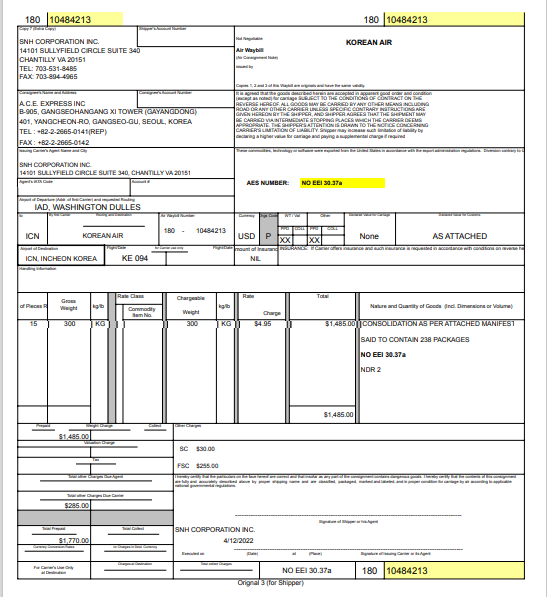 180 10484213
180 10484213
Copy 7 (Extra Copy)
Shipper's Account Number
SNH CORPORATION INC.
14101 SULLYFIELD CIRCLE SUITE 340
CHANTILLY VA 20151
TEL: 703-531-8485
FAX: 703-894-4965
Not Negotiable
Air Waybill
(Air Consignment Note)
Issued by
KOREAN AIR
Copies 1, 2 and 3 of this Waybill are originals and have the same validity.
Consignee's Name and Address
Consignee's Account Number
A.C.E. EXPRESS INC
B-905, GANGSEOHANGANG XI TOWER (GAYANGDONG)
401, YANGCHEON-RO, GANGSEO-GU, SEOUL, KOREA
TEL : +82-2-2665-0141(REP)
FAX : +82-2-2665-0142
It is agreed that the goods described herein are accepted in apparent good order and condition
(except as noted) for carriage SUBJECT TO THE CONDITIONS OF CONTRACT ON THE
REVERSE HEREOF. ALL GOODS MAY BE CARRIED BY ANY OTHER MEANS INCLUDING
ROAD OR ANY OTHER CARRIER UNLESS SPECIFIC CONTRARY INSTRUCTIONS ARE
GIVEN HEREON BY THE SHIPPER, AND SHIPPER AGREES THAT THE SHIPMENT MAY
BE CARRIED VIA INTERMEDIATE STOPPING PLACES WHICH THE CARRIER DEEMS
APPROPRIATE. THE SHIPPER'S ATTENTION IS DRAWN TO THE NOTICE CONCERNING
CARRIER'S LIMITATION OF LIABILITY. Shipper may increase such limitation of liability by
declaring a higher value for carriage and paying a supplemental charge if required
Issuing Carrier's Agent Name and City
SNH CORPORATION INC.
14101 SULLYFIELD CIRCLE SUITE 340, CHANTILLY VA 20151
These commodities, technology or software were exported from the United States in accordance with the export administration regulations. Diversion contrary to U
Agent's IATA Code
Account #
AES NUMBER: NO EEI 30.37a
Airport of Departure (Addr. of first Carrier) and requested Routing
IAD, WASHINGTON DULLES
to
By first Carrier
Routing and Destination
Air Waybill Number
Currency
WT / Val
Other
Declared Value for Carriage
Declared Value for Customs
PPD COLL PPD COLL
ICN KOREAN AIR 180 - 10484213 USD P XX XX None AS ATTACHED
Airport of Destination
Flight/Date
Air Carrier use only
Flight/Date
mount of Insuranc
INSURANCE: If Carrier offers insurance and such insurance is requested in accordance with conditions on reverse he
ICN, INCHEON KOREA KE 094 NIL
Handling Information
of Pieces R
Gross
Weight
kg/lb
Rate Class
Commodity
Item No.
Chargeable
Weight
kg/lb
Rate
Charge
Total
Nature and Quantity of Goods (Incl. Dimensions or Volume)
15 300 KG 300 KG $4.95 $1,485.00 CONSOLIDATION AS PER ATTACHED MANIFEST
SAID TO CONTAIN 238 PACKAGES
NO EEI 30.37a
NDR 2
$1,485.00
Prepaid
Weight Charge
Collect
Other Charges
$1,485.00
Valuation Charge
SC $30.00
Tax
FSC $255.00
Total other Charges Due Agent
I hereby certify that the particulars on the face hereof are correct and that insofar as any part of the consignment contains dangerous goods. I hereby certify that the contents of this consignment
are fully and accurately described above by proper shipping name and are classified, packaged, marked and labeled, and in proper condition for carriage by air according to applicable
national governmental regulations.
Total other Charges Due Carrier
$285.00
Signature of Shipper or his Agent
Total Prepaid
Total Collect
SNH CORPORATION INC.
$1,770.00
4/12/2022
Currency Conversion Rates
cc Charges in Dest. Currency
Executed on
(Date)
at
(Place)
Signature of Issuing Carrier or its Agent
For Carrier's Use Only
at Destination
Charges at Destination
Total collect Charges
NO EEI 30.37a
180 10484213
Orignal 3 (for Shipper)